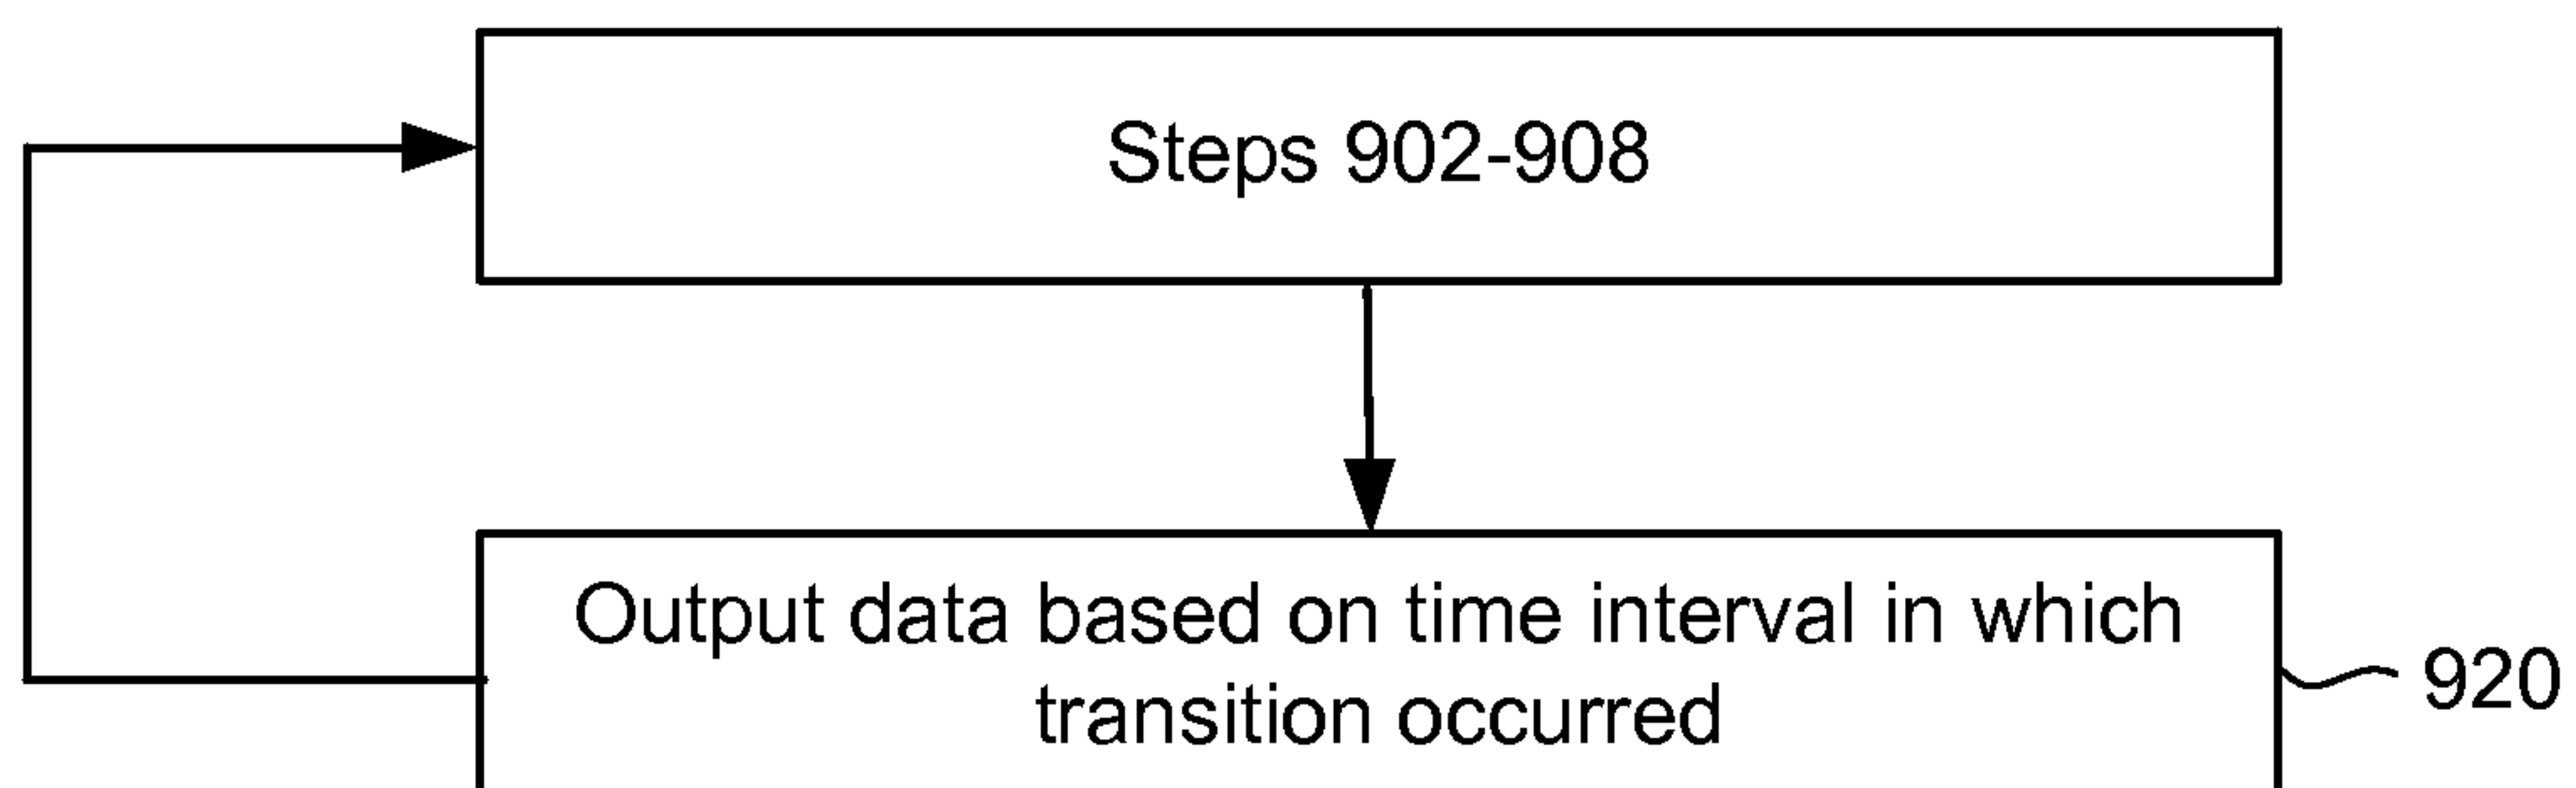 Steps 902-908
Output data based on time interval in which
transition occurred
920